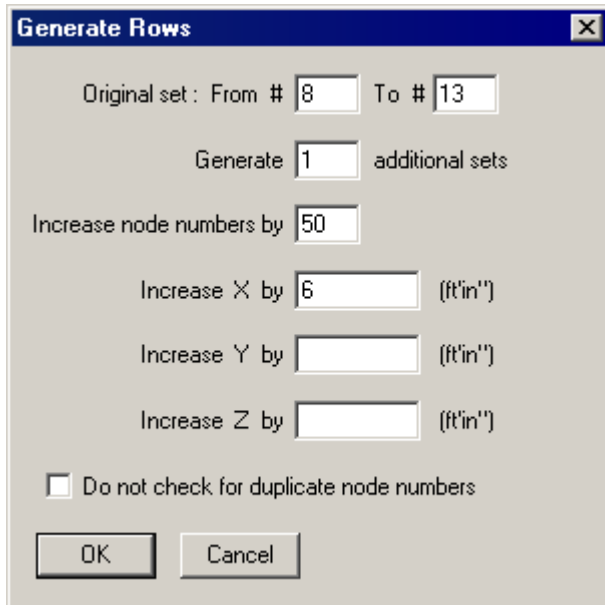 Generate Rows
Original set : From # 8 To # 13
Generate 1 additional sets
Increase node numbers by 50
Increase X by 6 (ft'in'')
Increase Y by (ft'in'')
Increase Z by (ft'in'')
Do not check for duplicate node numbers
OK Cancel